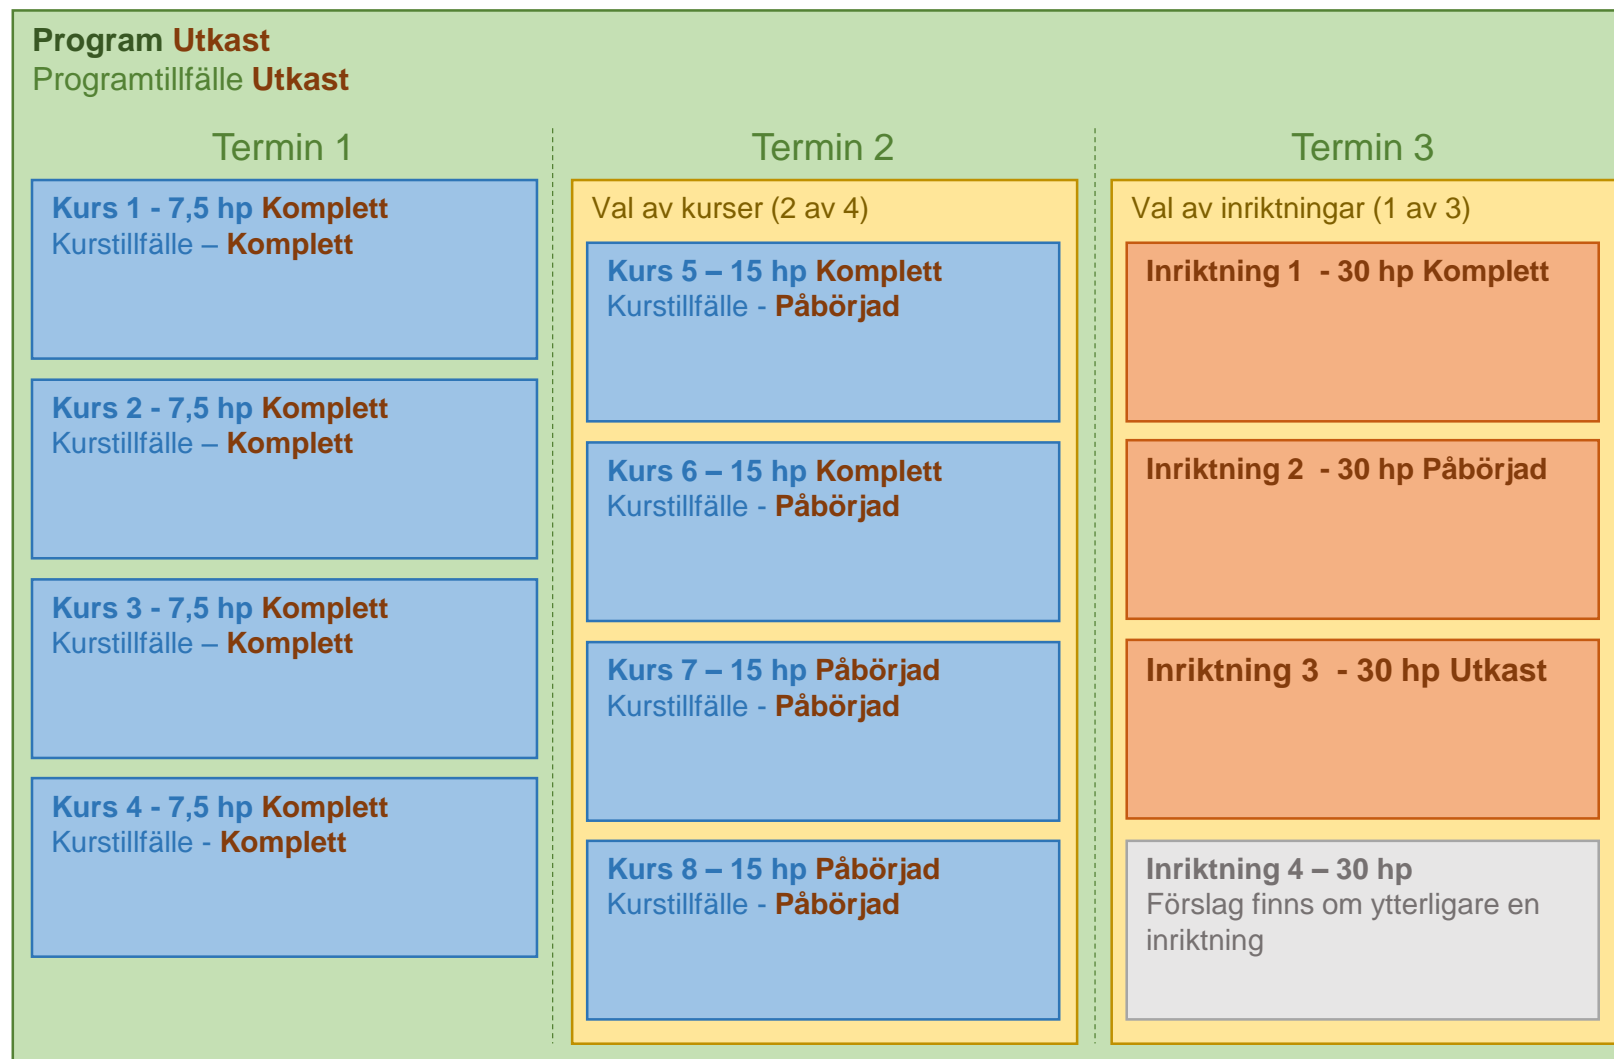 Program Utkast
Programtillfälle Utkast
Termin 1
Kurs 1 - 7,5 hp Komplett
Kurstillfälle – Komplett
Kurs 2 - 7,5 hp Komplett
Kurstillfälle – Komplett
Kurs 3 - 7,5 hp Komplett
Kurstillfälle – Komplett
Kurs 4 - 7,5 hp Komplett
Kurstillfälle - Komplett
Termin 2
Val av kurser (2 av 4)
Kurs 5 – 15 hp Komplett
Kurstillfälle - Påbörjad
Kurs 6 – 15 hp Komplett
Kurstillfälle - Påbörjad
Kurs 7 – 15 hp Påbörjad
Kurstillfälle - Påbörjad
Kurs 8 – 15 hp Påbörjad
Kurstillfälle - Påbörjad
Termin 3
Val av inriktningar (1 av 3)
Inriktning 1  - 30 hp Komplett
Inriktning 2  - 30 hp Påbörjad
Inriktning 3  - 30 hp Utkast
Inriktning 4 – 30 hp
Förslag finns om ytterligare en
inriktning